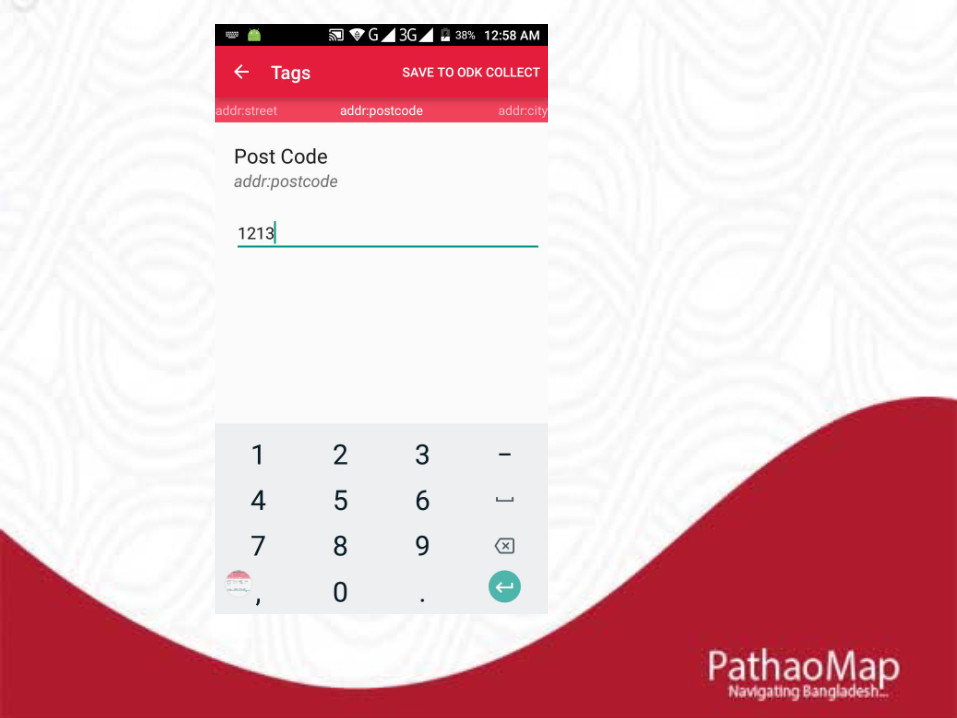 G 3G 38% 12:58 AM
Tags SAVE TO ODK COLLECT
addr:street addr:postcode addr:city
Post Code
addr:postcode
1213
1 2 3 -
4 5 6
7 8 9
, 0 .
PathaoMap
Navigating Bangladesh...